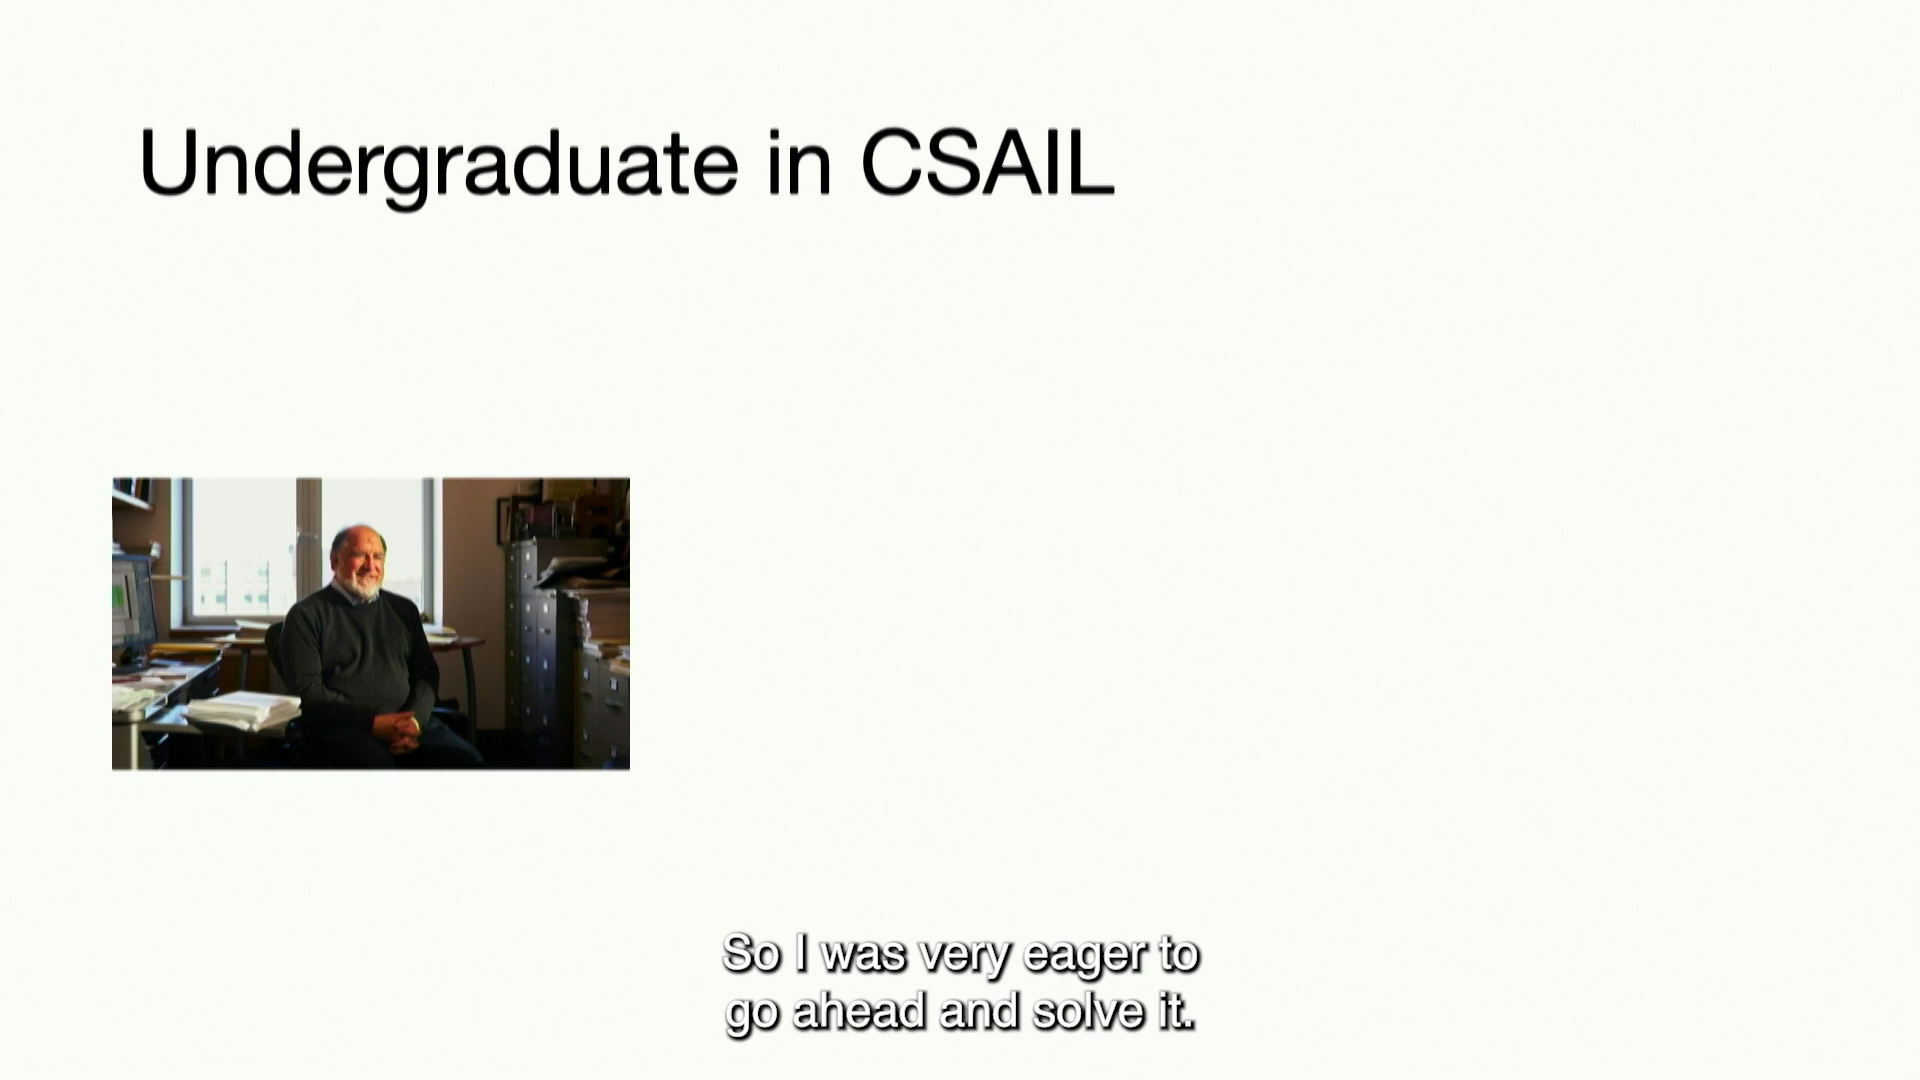 Undergraduate in CSAIL
So I was very eager to
go ahead and solve it.